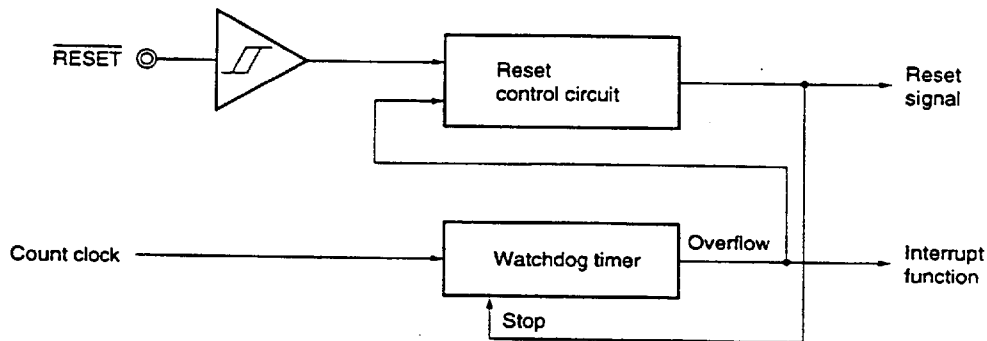 RESET
Reset
control circuit
Reset
signal
Count clock
Watchdog timer
Overflow
Interrupt
function
Stop